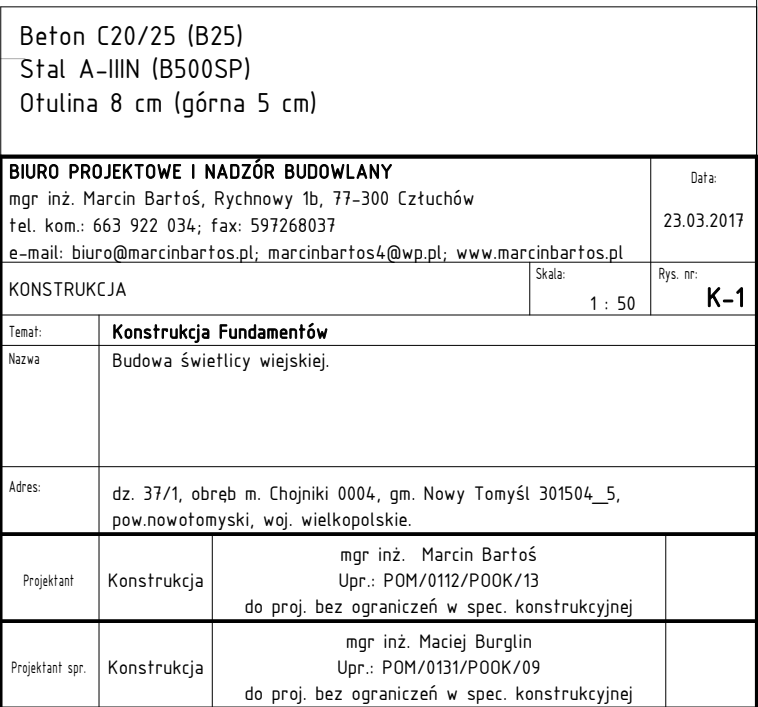 Beton C20/25 (B25)
Stal A-IIIN (B500SP)
Otulina 8 cm (górna 5 cm)
BIURO PROJEKTOWE I NADZÓR BUDOWLANY
mgr inż. Marcin Bartoś, Rychnowy 1b, 77-300 Człuchów
tel. kom.: 663 922 034; fax: 597268037
e-mail: biuro@marcinbartos.pl; marcinbartos4@wp.pl; www.marcinbartos.pl
Data:
23.03.2017
KONSTRUKCJA
Skala:
1 : 50
Rys. nr:
K-1
Temat:
Konstrukcja Fundamentów
Nazwa
Budowa świetlicy wiejskiej.
Adres:
dz. 37/1, obręb m. Chojniki 0004, gm. Nowy Tomyśl 301504_5,
pow.nowotomyski, woj. wielkopolskie.
Projektant
Konstrukcja
mgr inż. Marcin Bartoś
Upr.: POM/0112/POOK/13
do proj. bez ograniczeń w spec. konstrukcyjnej
Projektant spr.
Konstrukcja
mgr inż. Maciej Burglin
Upr.: POM/0131/POOK/09
do proj. bez ograniczeń w spec. konstrukcyjnej